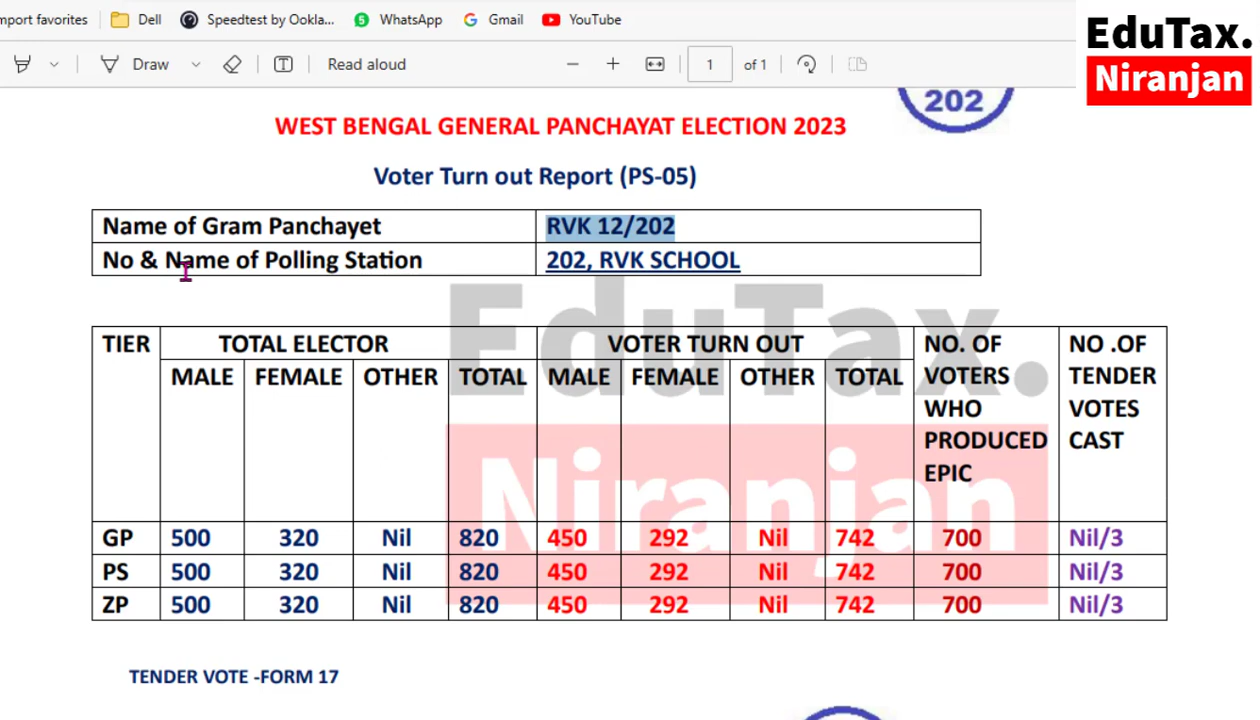 mport favorites Dell Speedtest by Ookla... WhatsApp Gmail YouTube
EduTax.
Niranjan
Draw Read aloud 1 of 1
202
WEST BENGAL GENERAL PANCHAYAT ELECTION 2023
Voter Turn out Report (PS-05)
Name of Gram Panchayet RVK 12/202
No & Name of Polling Station 202, RVK SCHOOL
EduTax.
Niranjan
TIER TOTAL ELECTOR VOTER TURN OUT NO. OF VOTERS WHO PRODUCED EPIC NO .OF TENDER VOTES CAST
MALE FEMALE OTHER TOTAL MALE FEMALE OTHER TOTAL
GP 500 320 Nil 820 450 292 Nil 742 700 Nil/3
PS 500 320 Nil 820 450 292 Nil 742 700 Nil/3
ZP 500 320 Nil 820 450 292 Nil 742 700 Nil/3
TENDER VOTE -FORM 17